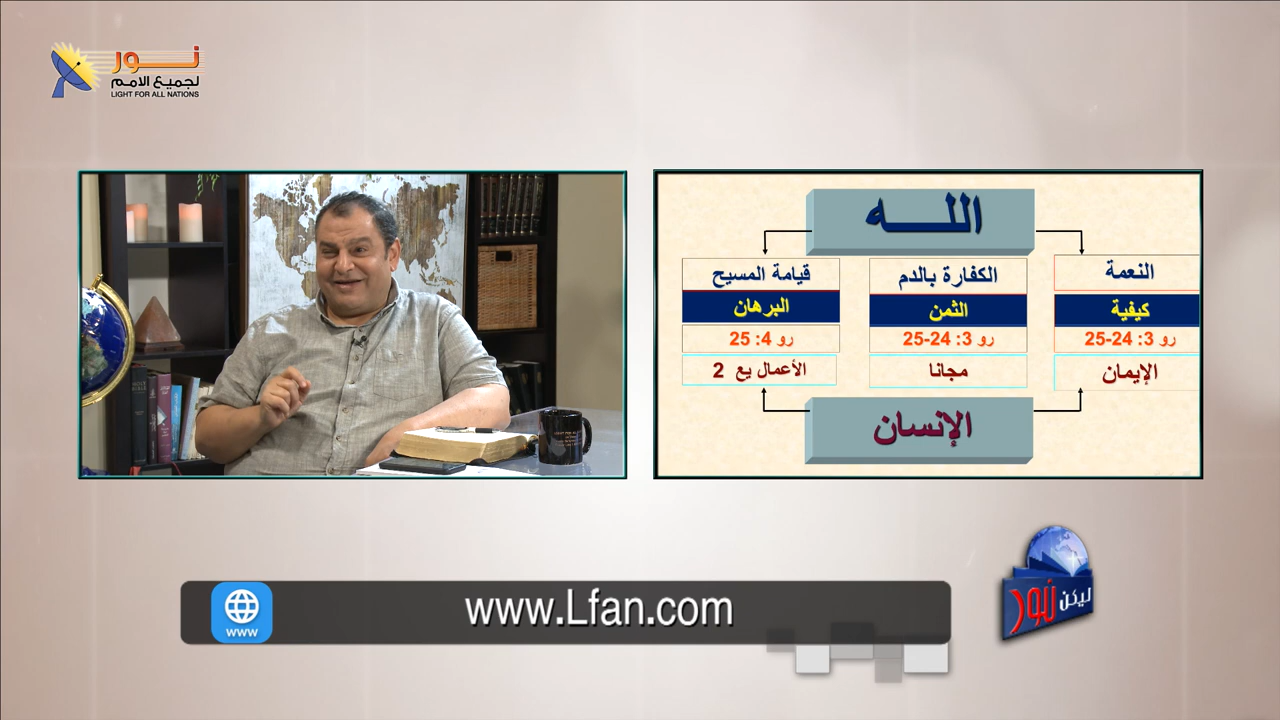 نور
لجميع الامم
LIGHT FOR ALL NATIONS
الله
النعمة
كيفية
رو 3: 24-25
الإيمان
الكفارة بالدم
الثمن
رو 3: 24-25
مجانا
قيامة المسيح
البرهان
رو 4: 25
الأعمال يع 2
الإنسان
www
www.Lfan.com
ليكن نور